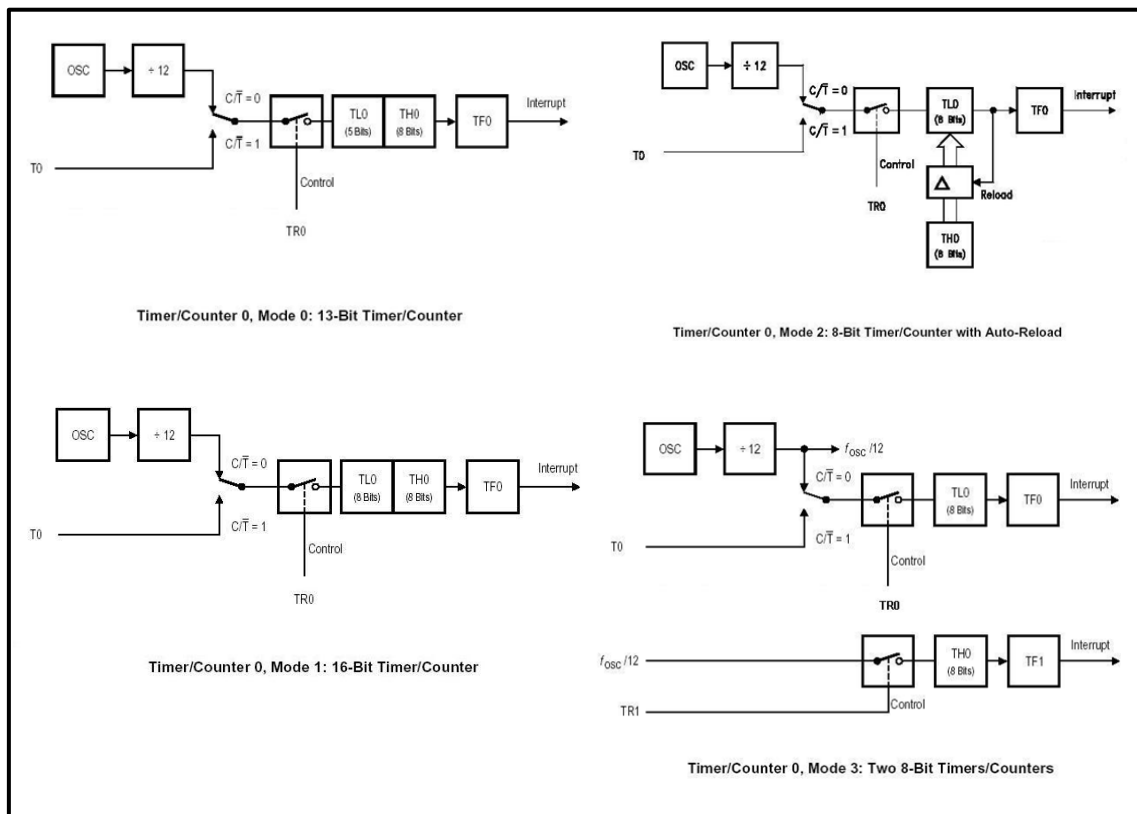 OSC
÷ 12
C/T̅ = 0
C/T̅ = 1
T0
TL0
(5 Bits)
TH0
(8 Bits)
TF0
Interrupt
Control
TR0
Timer/Counter 0, Mode 0: 13-Bit Timer/Counter
OSC
÷ 12
C/T̅ = 0
C/T̅ = 1
T0
TL0
(8 Bits)
TF0
Interrupt
Control
TR0
Reload
TH0
(8 Bits)
Timer/Counter 0, Mode 2: 8-Bit Timer/Counter with Auto-Reload
OSC
÷ 12
C/T̅ = 0
C/T̅ = 1
T0
TL0
(8 Bits)
TH0
(8 Bits)
TF0
Interrupt
Control
TR0
Timer/Counter 0, Mode 1: 16-Bit Timer/Counter
OSC
÷ 12
fOSC /12
C/T̅ = 0
C/T̅ = 1
T0
TL0
(8 Bits)
TF0
Interrupt
Control
TR0
fOSC /12
TH0
(8 Bits)
TF1
Interrupt
TR1
Control
Timer/Counter 0, Mode 3: Two 8-Bit Timers/Counters